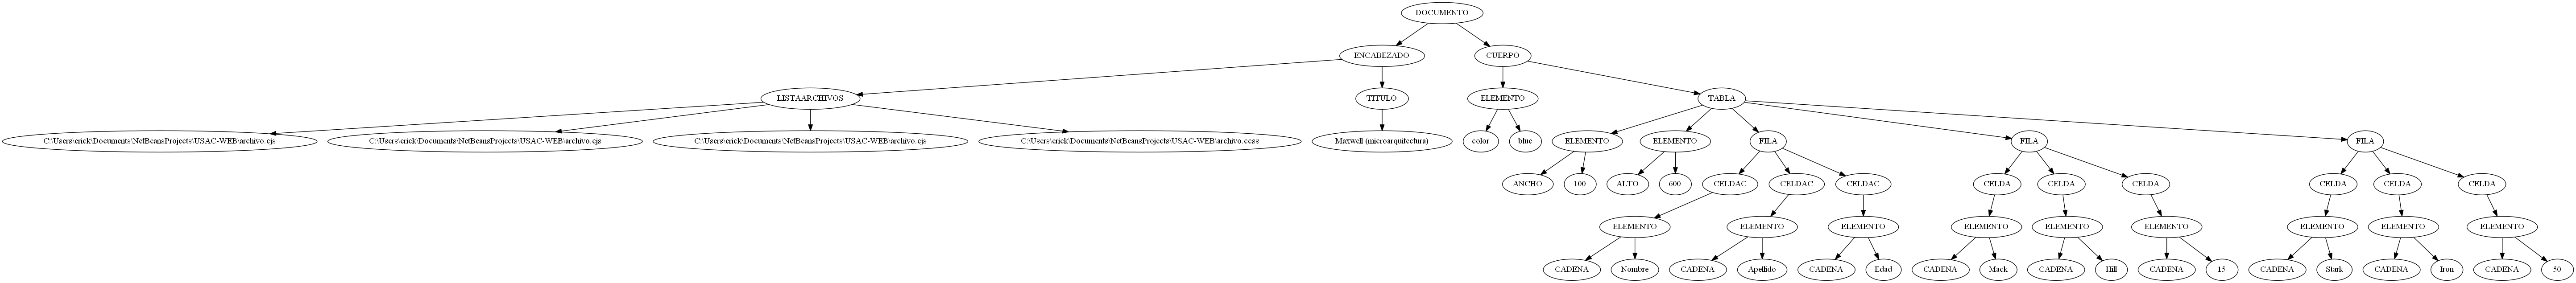 DOCUMENTO
ENCABEZADO
CUERPO
LISTAARCHIVOS
TITULO
ELEMENTO
TABLA
C:\Users\erick\Documents\NetBeansProjects\USAC-WEB\archivo.cjs
C:\Users\erick\Documents\NetBeansProjects\USAC-WEB\archivo.cjs
C:\Users\erick\Documents\NetBeansProjects\USAC-WEB\archivo.cjs
C:\Users\erick\Documents\NetBeansProjects\USAC-WEB\archivo.ccss
Maxwell (microarquitectura)
color
blue
ELEMENTO
ELEMENTO
FILA
FILA
FILA
ANCHO
100
ALTO
600
CELDAC
CELDAC
CELDAC
CELDA
CELDA
CELDA
CELDA
CELDA
CELDA
ELEMENTO
ELEMENTO
ELEMENTO
ELEMENTO
ELEMENTO
ELEMENTO
ELEMENTO
ELEMENTO
ELEMENTO
CADENA
Nombre
CADENA
Apellido
CADENA
Edad
CADENA
Mack
CADENA
Hill
CADENA
15
CADENA
Stark
CADENA
Iron
CADENA
50